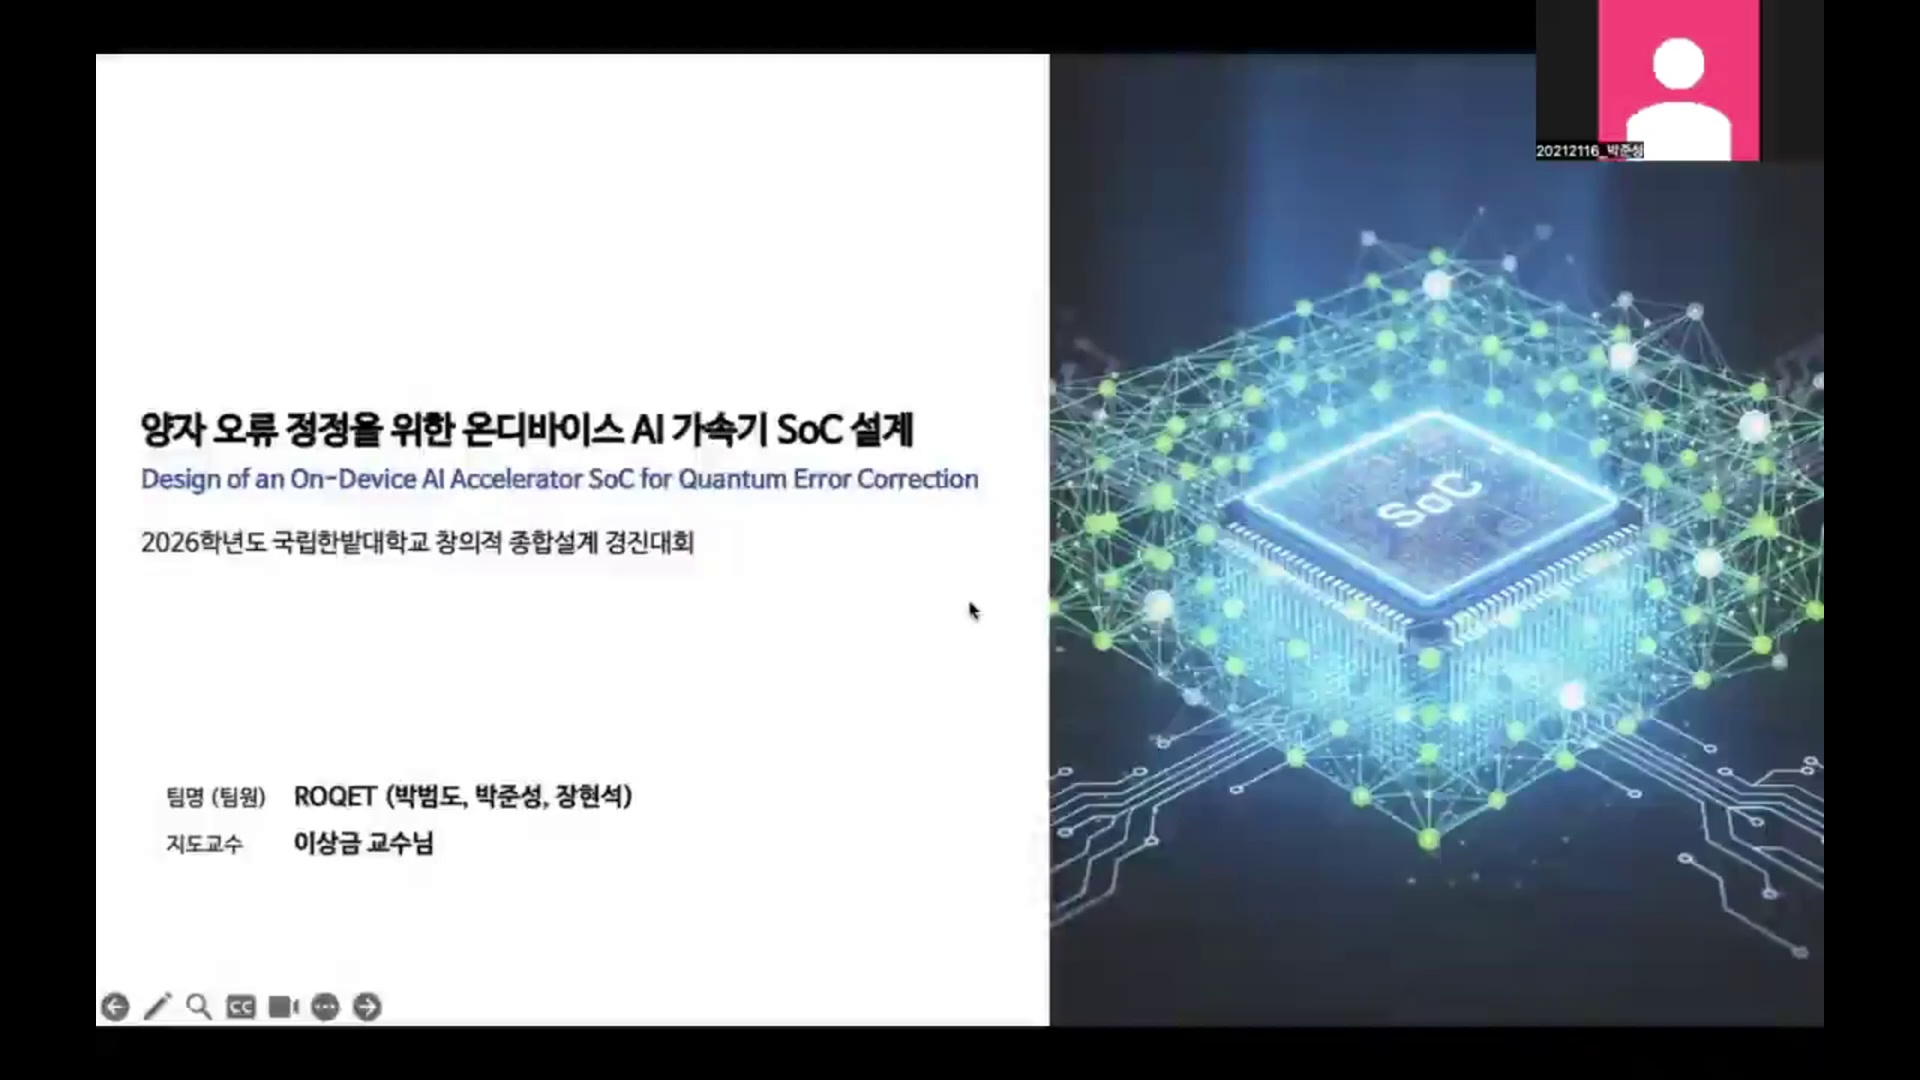 20212116_박준성
양자 오류 정정을 위한 온디바이스 AI 가속기 SoC 설계
Design of an On-Device AI Accelerator SoC for Quantum Error Correction
2026학년도 국립한밭대학교 창의적 종합설계 경진대회
SoC
팀명 (팀원) ROQET (박범도, 박준성, 장현석)
지도교수 이상금 교수님
CC